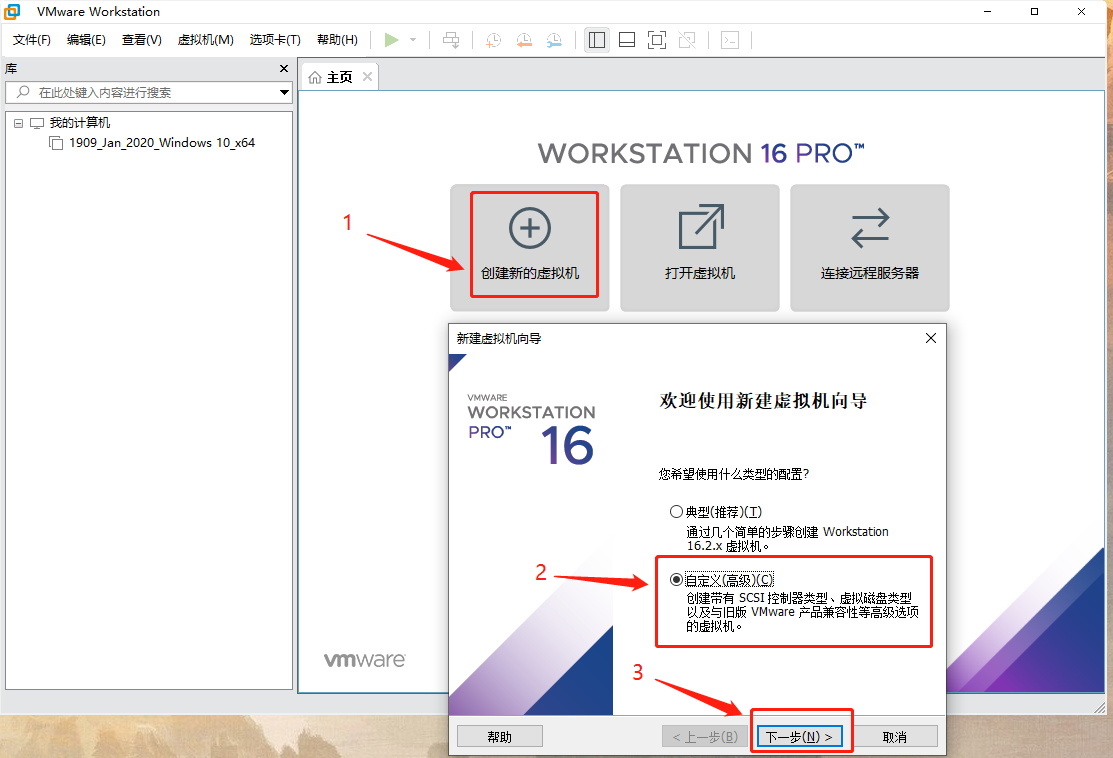 VMware Workstation
文件(F) 编辑(E) 查看(V) 虚拟机(M) 选项卡(T) 帮助(H)
库
主页
在此处键入内容进行搜索
我的计算机
1909_Jan_2020_Windows 10_x64
WORKSTATION 16 PRO™
1
创建新的虚拟机
打开虚拟机
连接远程服务器
新建虚拟机向导
VMWARE
WORKSTATION
PRO™ 16
欢迎使用新建虚拟机向导
您希望使用什么类型的配置?
典型(推荐)(T)
通过几个简单的步骤创建 Workstation
16.2.x 虚拟机。
2
自定义(高级)(C)
创建带有 SCSI 控制器类型、虚拟磁盘类型
以及与旧版 VMware 产品兼容性等高级选项
的虚拟机。
vmware
3
帮助
< 上一步(B)
下一步(N) >
取消